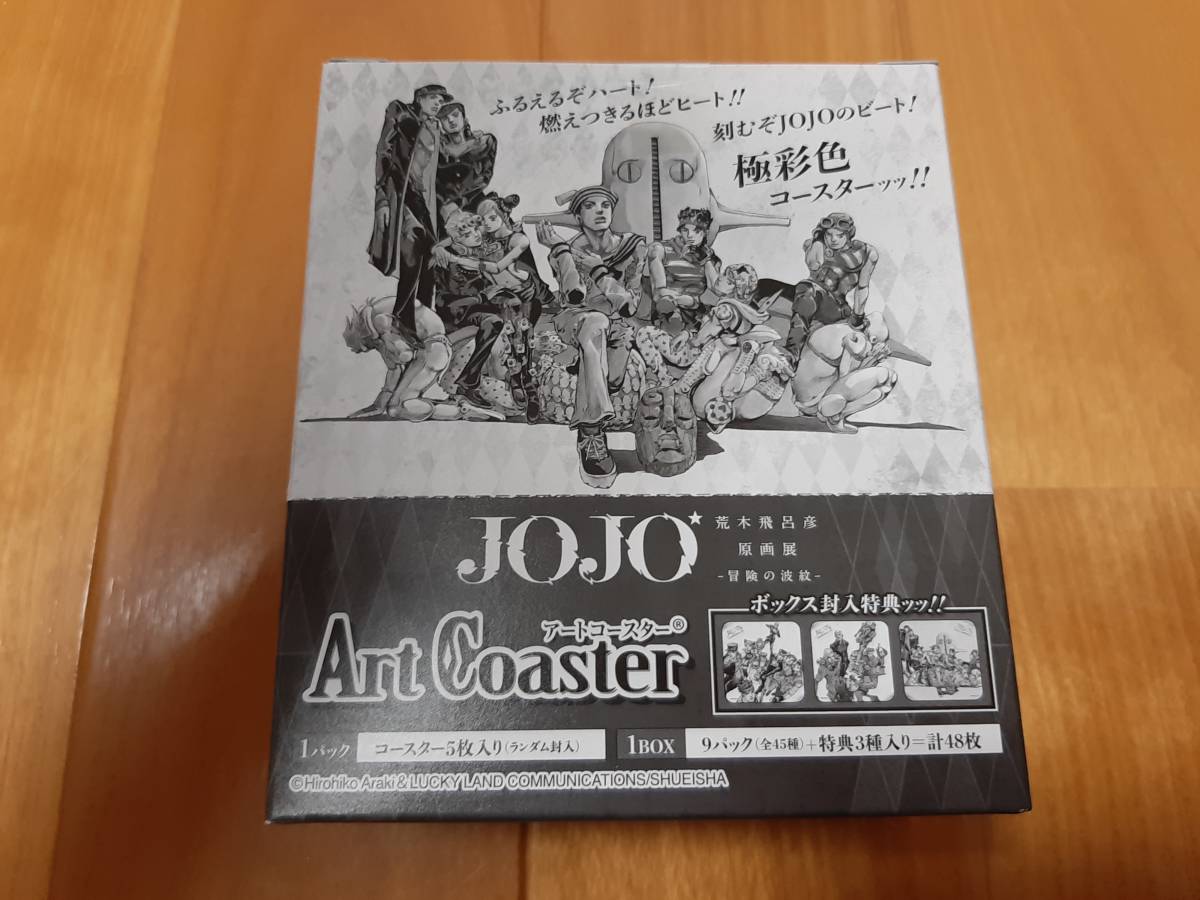 ふるえるぞハート!
燃えつきるほどヒート!!
刻むぞJOJOのビート!
極彩色
コースターッッ!!
JOJO★
荒木飛呂彦
原画展
-冒険の波紋-
アートコースター®
Art Coaster
ボックス封入特典ッッ!!
1パック コースター5枚入り(ランダム封入)
1BOX 9パック(全45種)+特典3種入り=計48枚
©Hirohiko Araki & LUCKY LAND COMMUNICATIONS/SHUEISHA